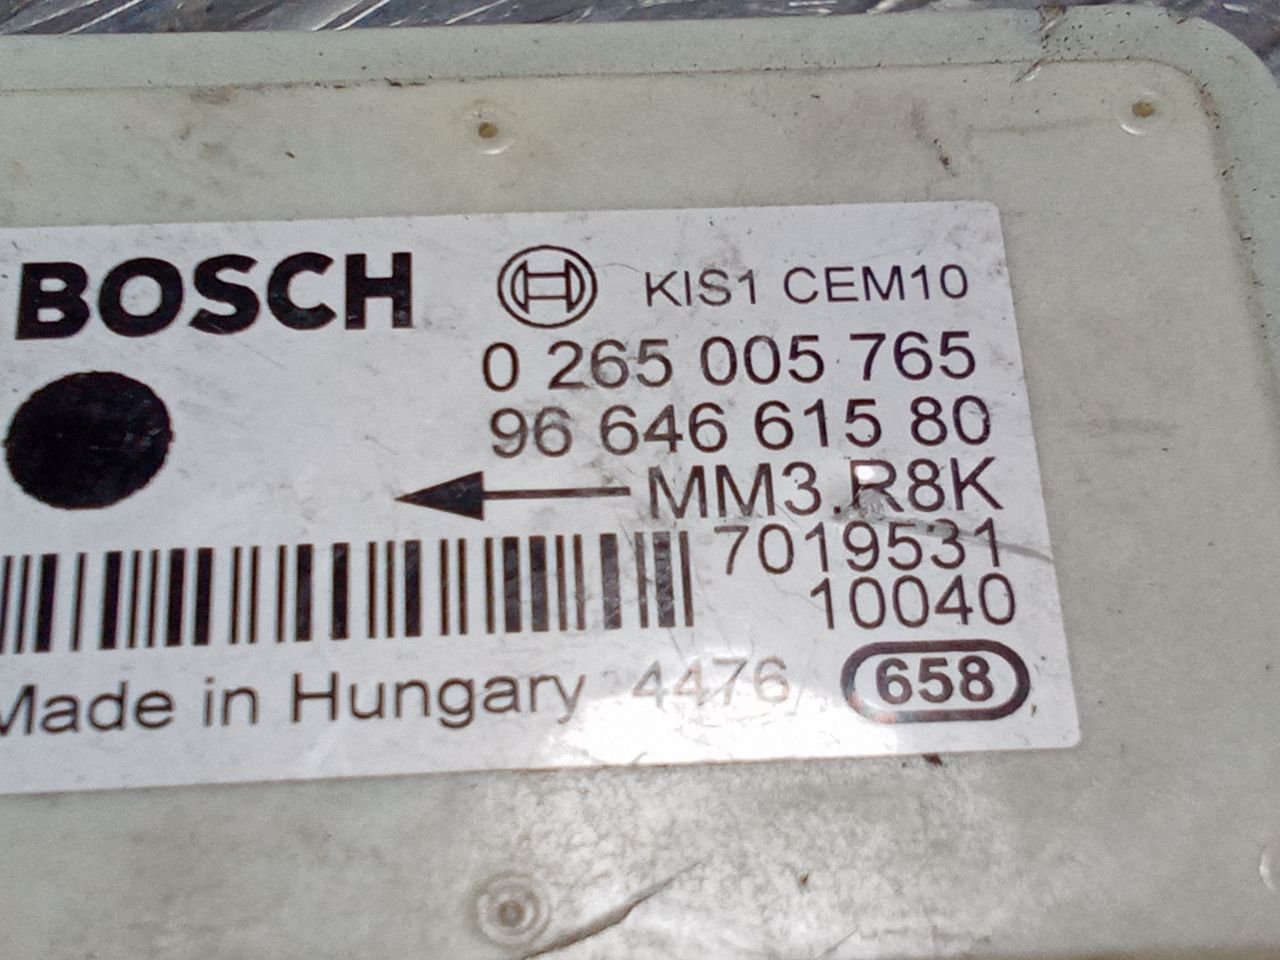 BOSCH KIS1 CEM10
0 265 005 765
96 646 615 80
MM3.R8K
7019531
10040
Made in Hungary 4476 658